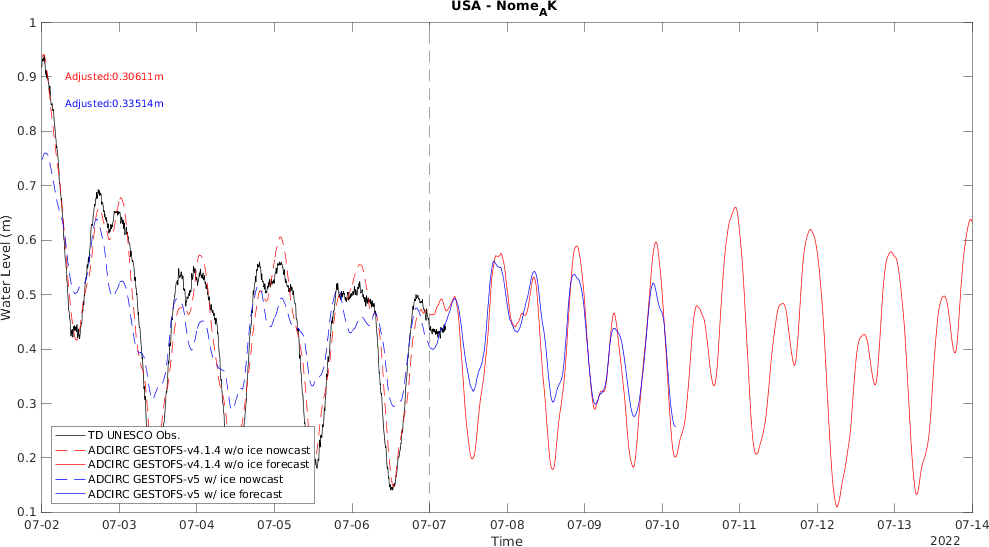 USA - Nome_AK
Adjusted:0.30611m
Adjusted:0.33514m
Water Level (m)
1
0.9
0.8
0.7
0.6
0.5
0.4
0.3
0.2
0.1
TD UNESCO Obs.
ADCIRC GESTOFS-v4.1.4 w/o ice nowcast
ADCIRC GESTOFS-v4.1.4 w/o ice forecast
ADCIRC GESTOFS-v5 w/ ice nowcast
ADCIRC GESTOFS-v5 w/ ice forecast
07-02 07-03 07-04 07-05 07-06 07-07 07-08 07-09 07-10 07-11 07-12 07-13 07-14
Time
2022